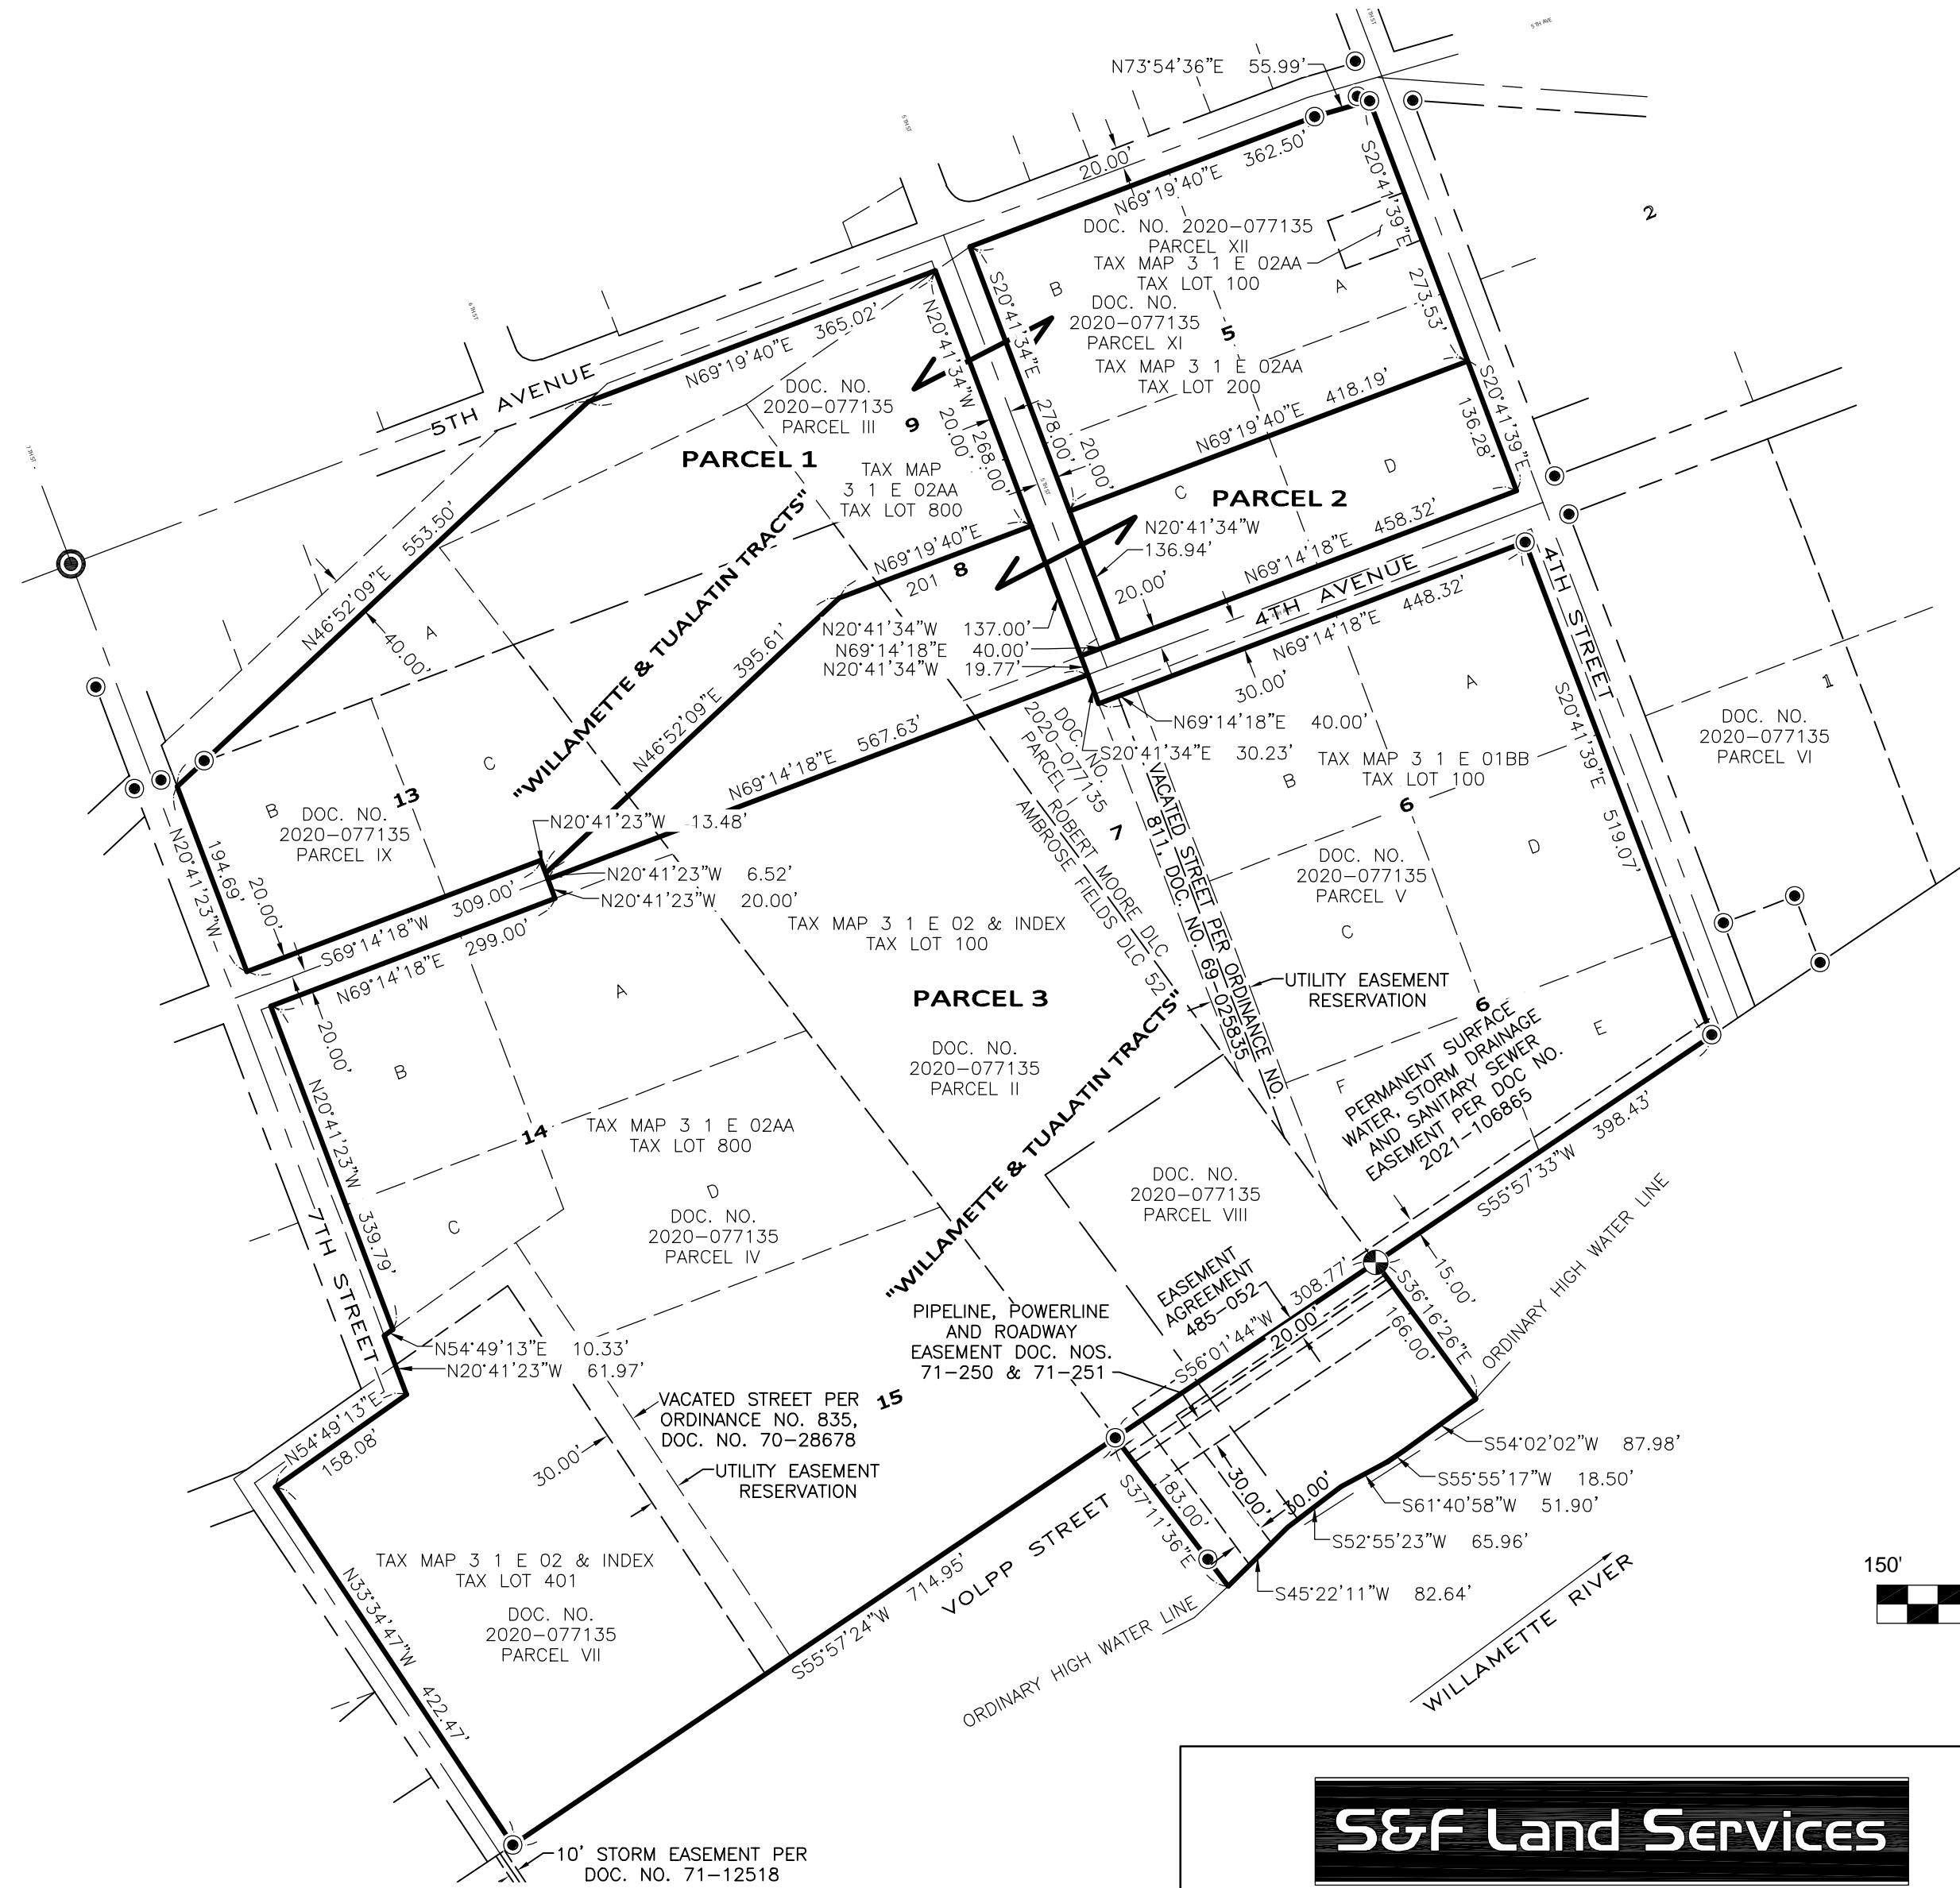 5TH ST
5TH AVE
N73°54'36"E 55.99'
5TH ST
20.00'
N69°19'40"E 362.50'
S20°41'39"E
273.53'
2
DOC. NO. 2020-077135
PARCEL XII
TAX MAP 3 1 E 02AA
TAX LOT 100
B
A
DOC. NO.
2020-077135
PARCEL XI
5
TAX MAP 3 1 E 02AA
TAX LOT 200
S20°41'34"E
278.00'
20.00'
N69°19'40"E 418.19'
S20°41'39"E
136.28'
6TH ST
5TH AVENUE
N69°19'40"E 365.02'
N20°41'34"W
268.00'
20.00'
DOC. NO.
2020-077135
PARCEL III
9
PARCEL 1
TAX MAP
3 1 E 02AA
TAX LOT 800
5TH ST
C
D
PARCEL 2
N20°41'34"W
136.94'
7TH ST
N46°52'09"E 553.50'
40.00'
A
"WILLAMETTE & TUALATIN TRACTS"
N69°19'40"E
201
8
20.00'
N69°14'18"E 458.32'
4TH AVENUE
N69°14'18"E 448.32'
30.00'
4TH STREET
N20°41'34"W 137.00'
N69°14'18"E 40.00'
N20°41'34"W 19.77'
N46°52'09"E 395.61'
N69°14'18"E 567.63'
N69°14'18"E 40.00'
S20°41'34"E 30.23'
A
TAX MAP 3 1 E 01BB
TAX LOT 100
B
6
S20°41'39"E 519.07'
1
DOC. NO.
2020-077135
PARCEL VI
C
B
13
DOC. NO.
2020-077135
PARCEL IX
N20°41'23"W 13.48'
N20°41'23"W 6.52'
N20°41'23"W 20.00'
194.69'
N20°41'23"W
20.00'
S69°14'18"W 309.00'
N69°14'18"E 299.00'
20.00'
DOC. NO.
2020-077135
PARCEL I
7
ROBERT MOORE DLC
AMBROSE FIELDS DLC 52
VACATED STREET PER ORDINANCE NO.
811, DOC. NO. 69-025835
D
DOC. NO.
2020-077135
PARCEL V
C
TAX MAP 3 1 E 02 & INDEX
TAX LOT 100
A
PARCEL 3
UTILITY EASEMENT
RESERVATION
6
E
F
PERMANENT SURFACE
WATER, STORM DRAINAGE
AND SANITARY SEWER
EASEMENT PER DOC NO.
2021-106865
DOC. NO.
2020-077135
PARCEL II
B
"WILLAMETTE & TUALATIN TRACTS"
N20°41'23"W
339.79'
14
TAX MAP 3 1 E 02AA
TAX LOT 800
D
DOC. NO.
2020-077135
PARCEL IV
C
7TH STREET
DOC. NO.
2020-077135
PARCEL VIII
S55°57'33"W 398.43'
15.00'
ORDINARY HIGH WATER LINE
EASEMENT
AGREEMENT
485-052
S56°01'44"W 308.77'
20.00'
S36°16'26"E
166.00'
PIPELINE, POWERLINE
AND ROADWAY
EASEMENT DOC. NOS.
71-250 & 71-251
N54°49'13"E 10.33'
N20°41'23"W 61.97'
VACATED STREET PER
ORDINANCE NO. 835,
DOC. NO. 70-28678
15
UTILITY EASEMENT
RESERVATION
30.00'
N54°49'13"E
158.08'
S37°11'36"E
183.00'
30.00'
30.00'
S54°02'02"W 87.98'
S55°55'17"W 18.50'
S61°40'58"W 51.90'
S52°55'23"W 65.96'
S45°22'11"W 82.64'
VOLPP STREET
S55°57'24"W 714.95'
ORDINARY HIGH WATER LINE
WILLAMETTE RIVER
150'
TAX MAP 3 1 E 02 & INDEX
TAX LOT 401
DOC. NO.
2020-077135
PARCEL VII
N33°34'47"W
422.47'
10' STORM EASEMENT PER
DOC. NO. 71-12518
S&F Land Services